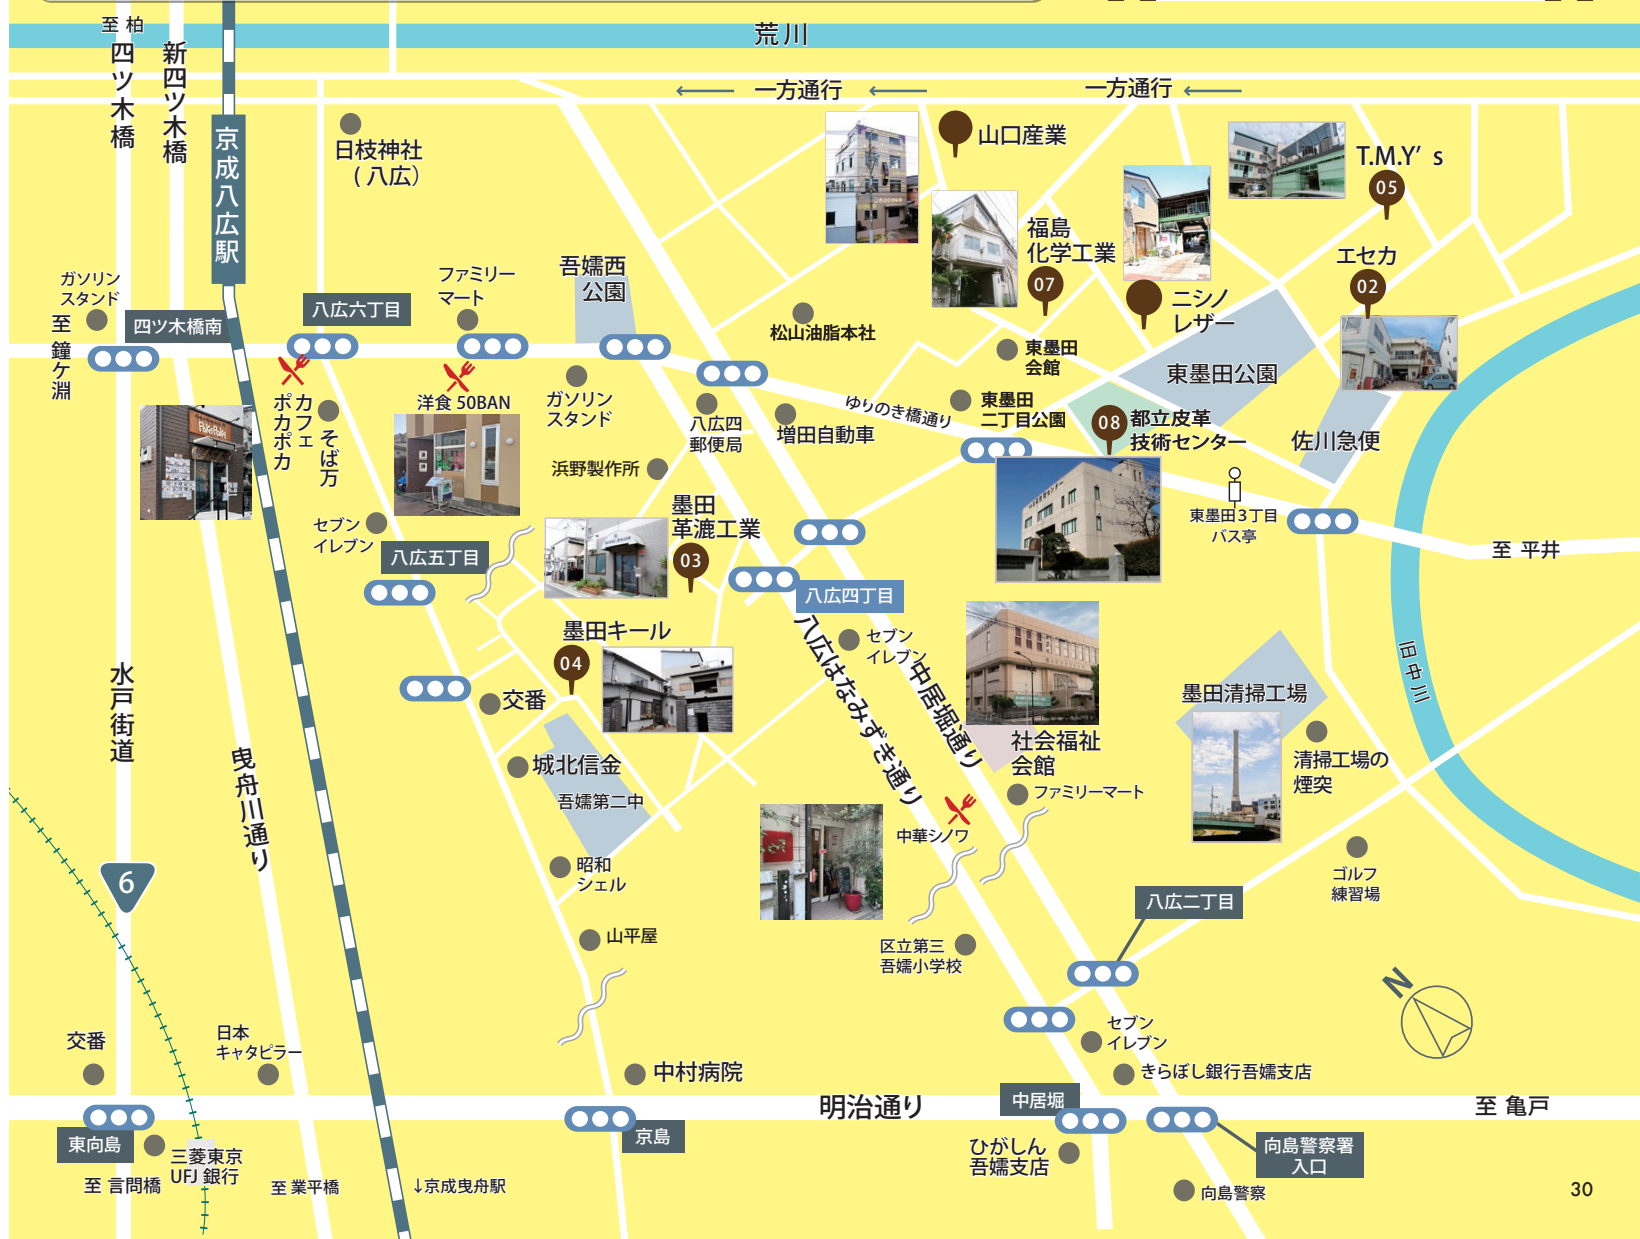 至 柏
四ツ木橋
新四ツ木橋
荒川
一方通行
一方通行
京成八広駅
日枝神社
(八広)
山口産業
T.M.Y's
05
福島
化学工業
07
ニシノ
レザー
エセカ
02
ガソリン
スタンド
至 鐘ケ淵
四ツ木橋南
八広六丁目
ファミリー
マート
吾嬬西
公園
松山油脂本社
東墨田
会館
東墨田公園
カフェ
ポカポカ
そば万
洋食 50BAN
ガソリン
スタンド
八広四
郵便局
増田自動車
ゆりのき橋通り
東墨田
二丁目公園
08
都立皮革
技術センター
佐川急便
浜野製作所
セブン
イレブン
八広五丁目
墨田
革漉工業
03
東墨田3丁目
バス亭
至 平井
八広四丁目
墨田キール
04
交番
八広はなみずき通り
セブン
イレブン
中居堀通り
社会福祉
会館
ファミリーマート
墨田清掃工場
清掃工場の
煙突
旧中川
水戸街道
曳舟川通り
城北信金
吾嬬第二中
中華シノワ
昭和
シェル
ゴルフ
練習場
6
山平屋
区立第三
吾嬬小学校
八広二丁目
N
交番
日本
キャタピラー
中村病院
セブン
イレブン
きらぼし銀行吾嬬支店
明治通り
中居堀
至 亀戸
東向島
三菱東京
UFJ 銀行
京島
ひがしん
吾嬬支店
向島警察署
入口
至 言問橋
至 業平橋
↓京成曳舟駅
向島警察
30